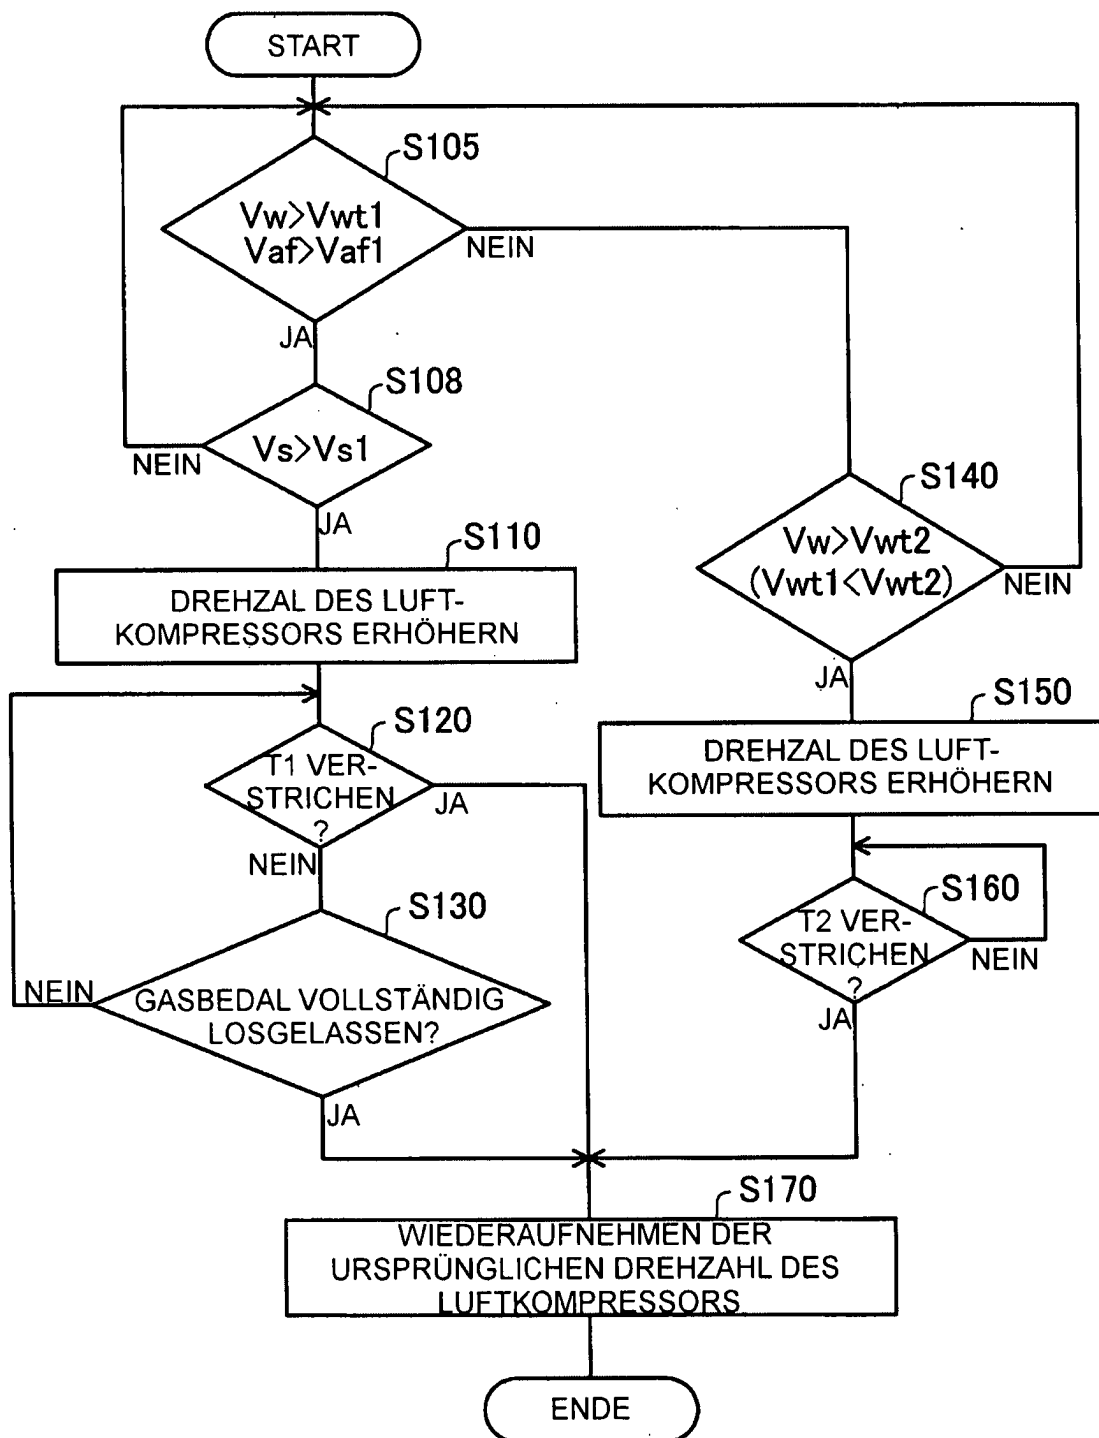 START
S105
Vw>Vwt1
Vaf>Vaf1
NEIN
JA
S108
Vs>Vs1
NEIN
JA
S110
DREHZAL DES LUFT-
KOMPRESSORS ERHÖHERN
S120
T1 VER-
STRICHEN
?
JA
NEIN
S130
GASBEDAL VOLLSTÄNDIG
LOSGELASSEN?
NEIN
JA
S140
Vw>Vwt2
(Vwt1<Vwt2)
NEIN
JA
S150
DREHZAL DES LUFT-
KOMPRESSORS ERHÖHERN
S160
T2 VER-
STRICHEN
?
NEIN
JA
S170
WIEDERAUFNEHMEN DER
URSPRÜNGLICHEN DREHZAHL DES
LUFTKOMPRESSORS
ENDE